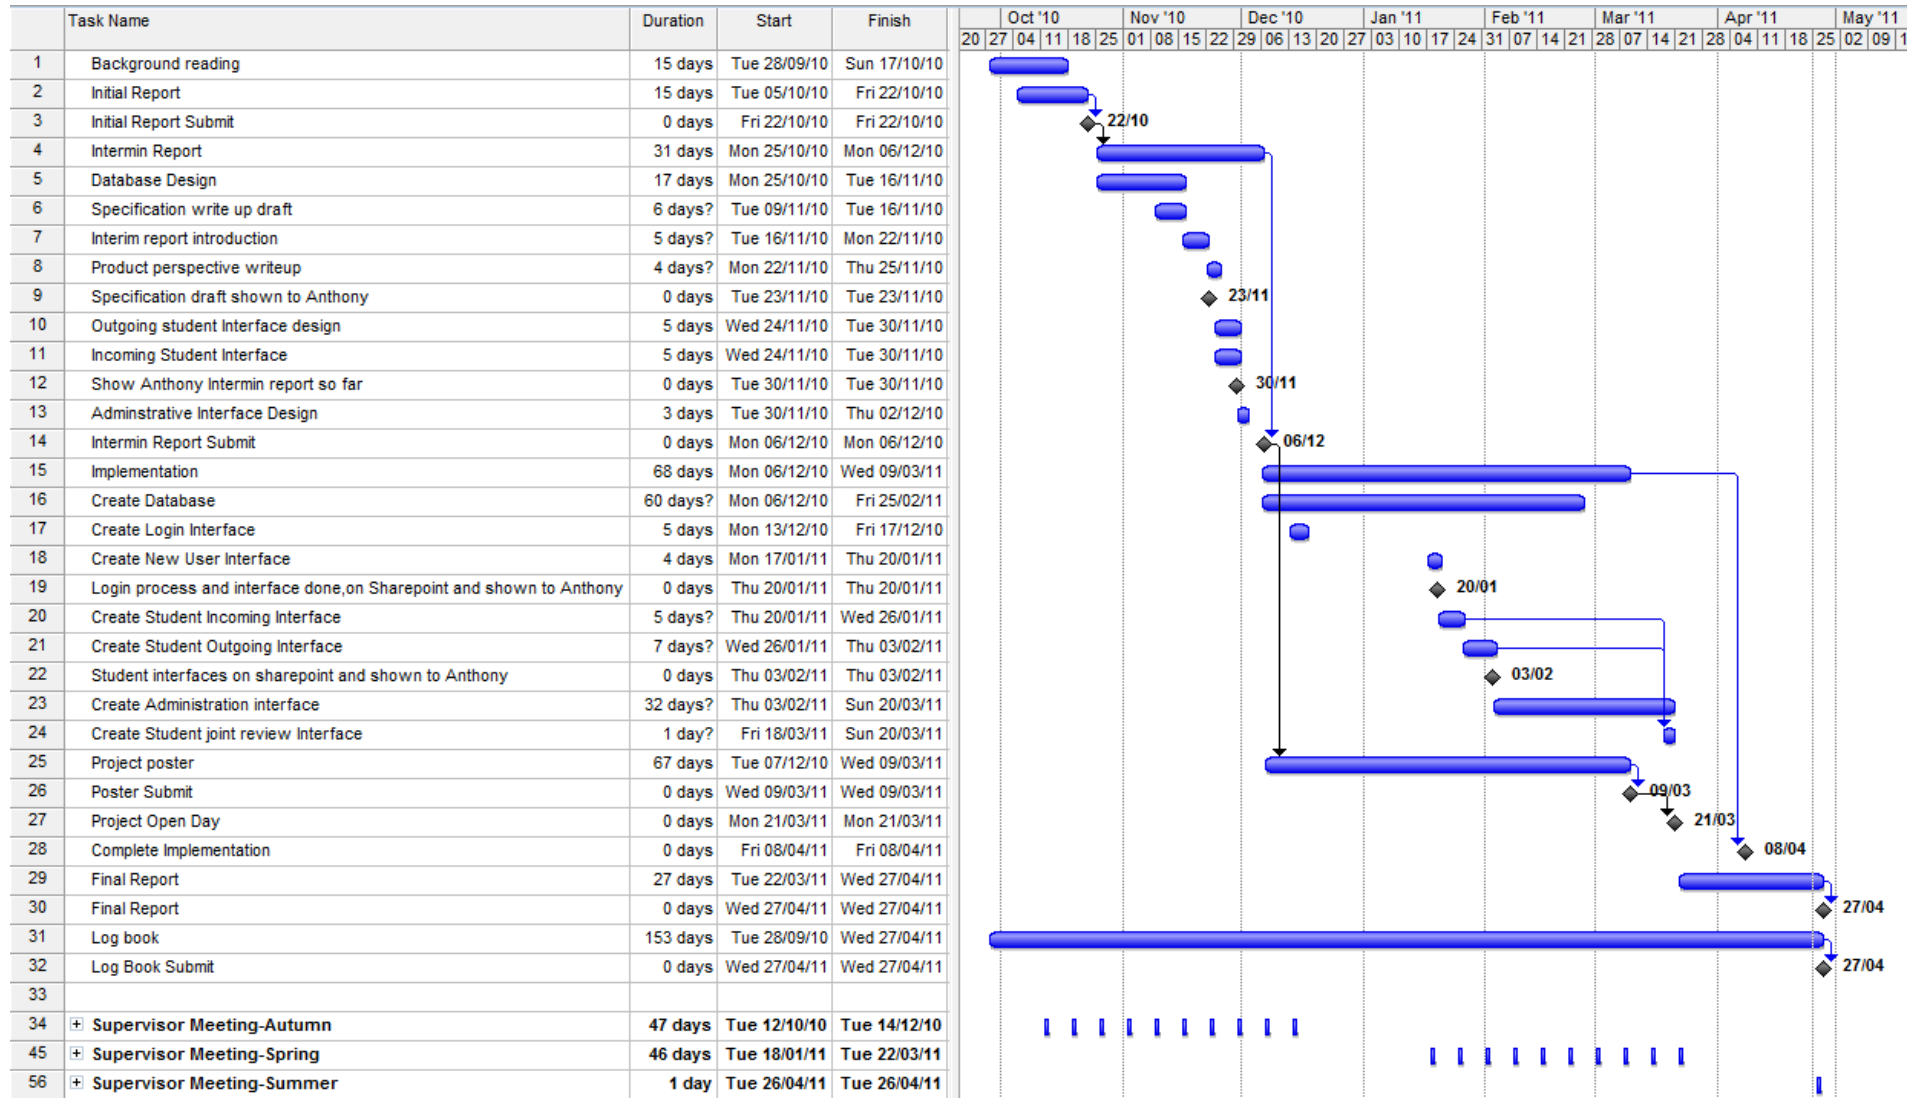 Task Name Duration Start Finish Oct '10 Nov '10 Dec '10 Jan '11 Feb '11 Mar '11 Apr '11 May '11
20 27 04 11 18 25 01 08 15 22 29 06 13 20 27 03 10 17 24 31 07 14 21 28 07 14 21 28 04 11 18 25 02 09 1
1 Background reading 15 days Tue 28/09/10 Sun 17/10/10
2 Initial Report 15 days Tue 05/10/10 Fri 22/10/10
3 Initial Report Submit 0 days Fri 22/10/10 Fri 22/10/10 22/10
4 Intermin Report 31 days Mon 25/10/10 Mon 06/12/10
5 Database Design 17 days Mon 25/10/10 Tue 16/11/10
6 Specification write up draft 6 days? Tue 09/11/10 Tue 16/11/10
7 Interim report introduction 5 days? Tue 16/11/10 Mon 22/11/10
8 Product perspective writeup 4 days? Mon 22/11/10 Thu 25/11/10
9 Specification draft shown to Anthony 0 days Tue 23/11/10 Tue 23/11/10 23/11
10 Outgoing student Interface design 5 days Wed 24/11/10 Tue 30/11/10
11 Incoming Student Interface 5 days Wed 24/11/10 Tue 30/11/10
12 Show Anthony Intermin report so far 0 days Tue 30/11/10 Tue 30/11/10 30/11
13 Adminstrative Interface Design 3 days Tue 30/11/10 Thu 02/12/10
14 Intermin Report Submit 0 days Mon 06/12/10 Mon 06/12/10 06/12
15 Implementation 68 days Mon 06/12/10 Wed 09/03/11
16 Create Database 60 days? Mon 06/12/10 Fri 25/02/11
17 Create Login Interface 5 days Mon 13/12/10 Fri 17/12/10
18 Create New User Interface 4 days Mon 17/01/11 Thu 20/01/11
19 Login process and interface done,on Sharepoint and shown to Anthony 0 days Thu 20/01/11 Thu 20/01/11 20/01
20 Create Student Incoming Interface 5 days? Thu 20/01/11 Wed 26/01/11
21 Create Student Outgoing Interface 7 days? Wed 26/01/11 Thu 03/02/11
22 Student interfaces on sharepoint and shown to Anthony 0 days Thu 03/02/11 Thu 03/02/11 03/02
23 Create Administration interface 32 days? Thu 03/02/11 Sun 20/03/11
24 Create Student joint review Interface 1 day? Fri 18/03/11 Sun 20/03/11
25 Project poster 67 days Tue 07/12/10 Wed 09/03/11
26 Poster Submit 0 days Wed 09/03/11 Wed 09/03/11 09/03
27 Project Open Day 0 days Mon 21/03/11 Mon 21/03/11 21/03
28 Complete Implementation 0 days Fri 08/04/11 Fri 08/04/11 08/04
29 Final Report 27 days Tue 22/03/11 Wed 27/04/11
30 Final Report 0 days Wed 27/04/11 Wed 27/04/11 27/04
31 Log book 153 days Tue 28/09/10 Wed 27/04/11
32 Log Book Submit 0 days Wed 27/04/11 Wed 27/04/11 27/04
33
34 Supervisor Meeting-Autumn 47 days Tue 12/10/10 Tue 14/12/10
45 Supervisor Meeting-Spring 46 days Tue 18/01/11 Tue 22/03/11
56 Supervisor Meeting-Summer 1 day Tue 26/04/11 Tue 26/04/11